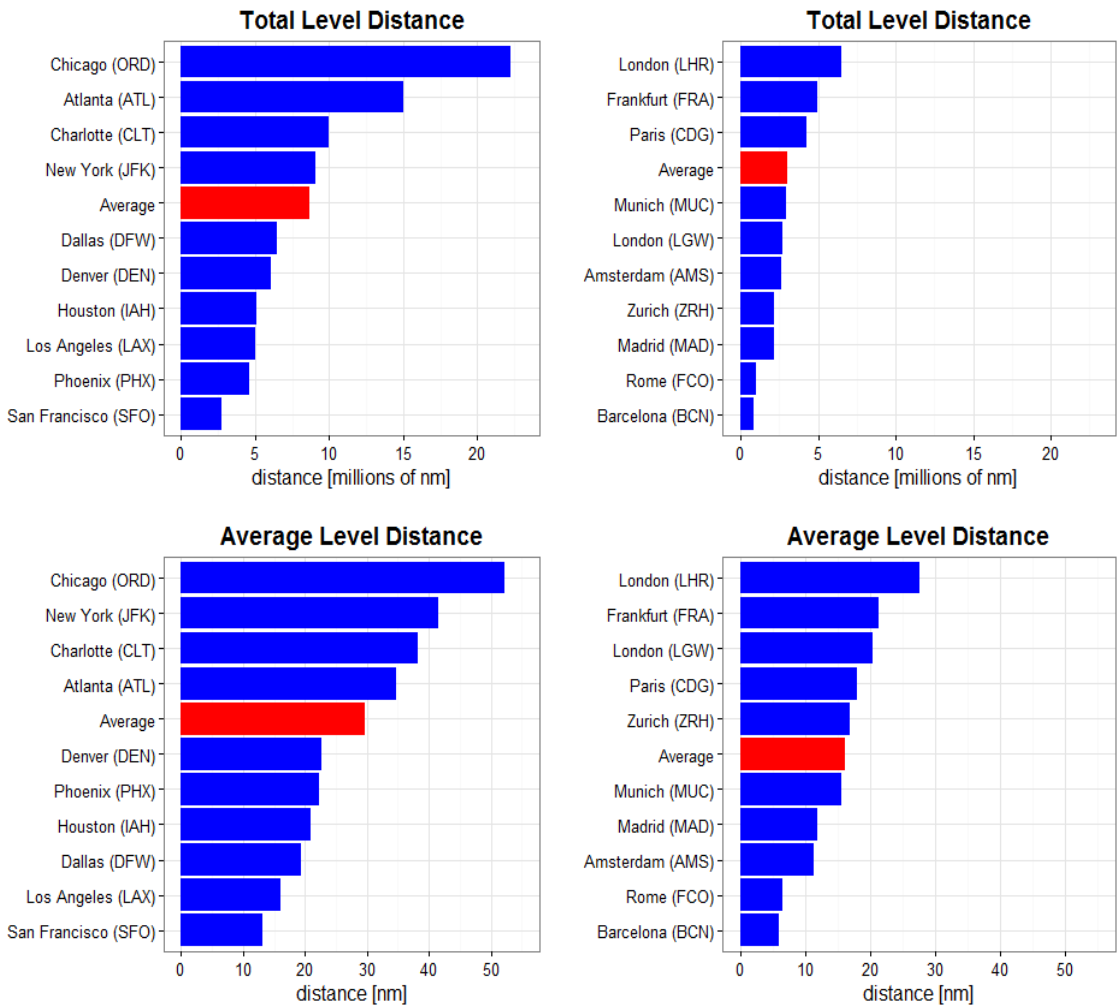 Total Level Distance
Chicago (ORD)
Atlanta (ATL)
Charlotte (CLT)
New York (JFK)
Average
Dallas (DFW)
Denver (DEN)
Houston (IAH)
Los Angeles (LAX)
Phoenix (PHX)
San Francisco (SFO)
0 5 10 15 20
distance [millions of nm]
Total Level Distance
London (LHR)
Frankfurt (FRA)
Paris (CDG)
Average
Munich (MUC)
London (LGW)
Amsterdam (AMS)
Zurich (ZRH)
Madrid (MAD)
Rome (FCO)
Barcelona (BCN)
0 5 10 15 20
distance [millions of nm]
Average Level Distance
Chicago (ORD)
New York (JFK)
Charlotte (CLT)
Atlanta (ATL)
Average
Denver (DEN)
Phoenix (PHX)
Houston (IAH)
Dallas (DFW)
Los Angeles (LAX)
San Francisco (SFO)
0 10 20 30 40 50
distance [nm]
Average Level Distance
London (LHR)
Frankfurt (FRA)
London (LGW)
Paris (CDG)
Zurich (ZRH)
Average
Munich (MUC)
Madrid (MAD)
Amsterdam (AMS)
Rome (FCO)
Barcelona (BCN)
0 10 20 30 40 50
distance [nm]